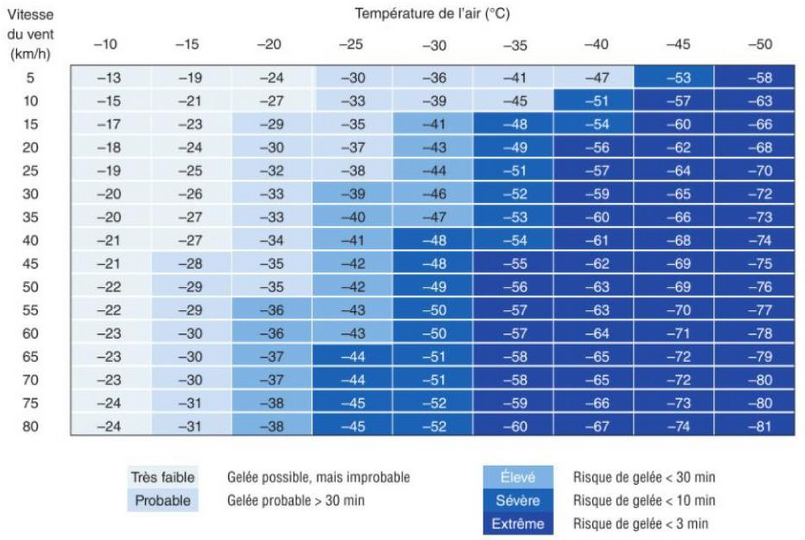 Vitesse du vent (km/h) Température de l'air (°C)
−10 −15 −20 −25 −30 −35 −40 −45 −50
5 −13 −19 −24 −30 −36 −41 −47 −53 −58
10 −15 −21 −27 −33 −39 −45 −51 −57 −63
15 −17 −23 −29 −35 −41 −48 −54 −60 −66
20 −18 −24 −30 −37 −43 −49 −56 −62 −68
25 −19 −25 −32 −38 −44 −51 −57 −64 −70
30 −20 −26 −33 −39 −46 −52 −59 −65 −72
35 −20 −27 −33 −40 −47 −53 −60 −66 −73
40 −21 −27 −34 −41 −48 −54 −61 −68 −74
45 −21 −28 −35 −42 −48 −55 −62 −69 −75
50 −22 −29 −35 −42 −49 −56 −63 −69 −76
55 −22 −29 −36 −43 −50 −57 −63 −70 −77
60 −23 −30 −36 −43 −50 −57 −64 −71 −78
65 −23 −30 −37 −44 −51 −58 −65 −72 −79
70 −23 −30 −37 −44 −51 −58 −65 −72 −80
75 −24 −31 −38 −45 −52 −59 −66 −73 −80
80 −24 −31 −38 −45 −52 −60 −67 −74 −81
Très faible Gelée possible, mais improbable
Probable Gelée probable > 30 min
Élevé Risque de gelée < 30 min
Sévère Risque de gelée < 10 min
Extrême Risque de gelée < 3 min